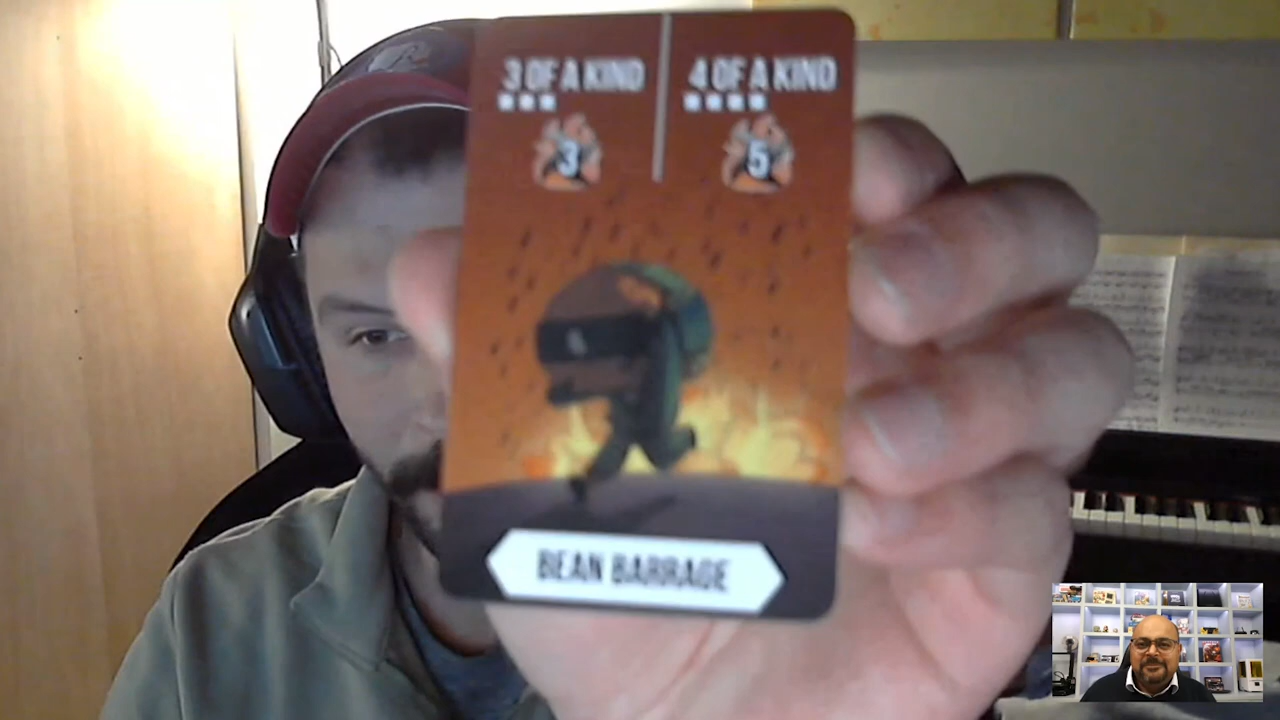 3 OF A KIND
4 OF A KIND
3
5
BEAN BARRAGE